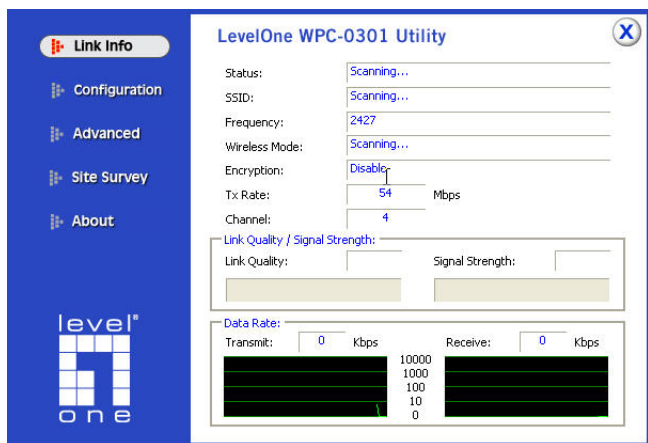 Link Info
Configuration
Advanced
Site Survey
About
level
one
LevelOne WPC-0301 Utility
X
Status: Scanning...
SSID: Scanning...
Frequency: 2427
Wireless Mode: Scanning...
Encryption: Disable
Tx Rate: 54 Mbps
Channel: 4
Link Quality / Signal Strength:
Link Quality: Signal Strength:
Data Rate:
Transmit: 0 Kbps Receive: 0 Kbps
10000
1000
100
10
0